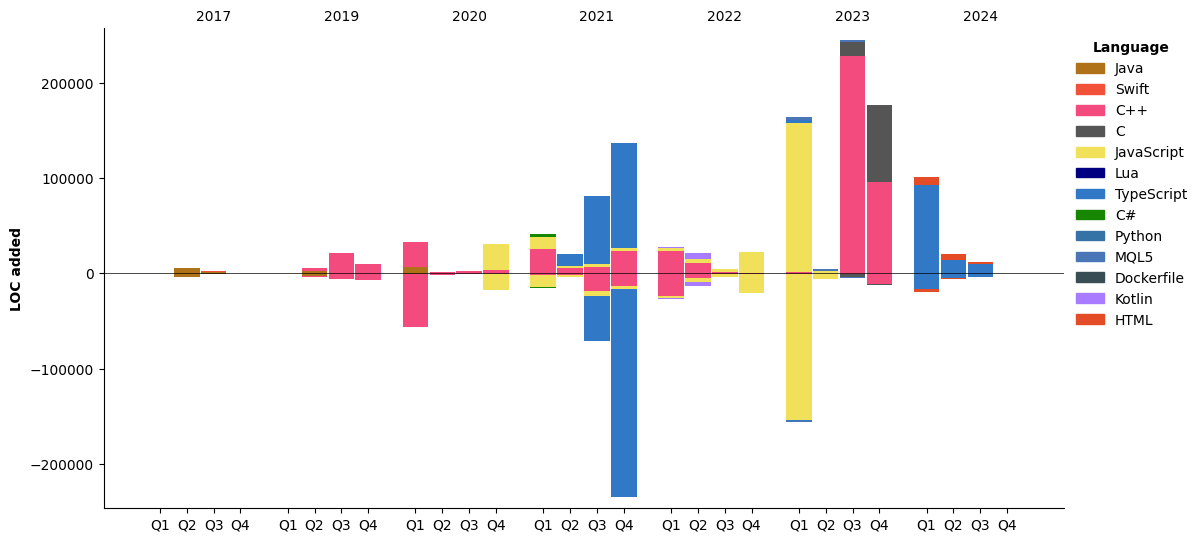 2017 2019 2020 2021 2022 2023 2024
LOC added
200000
100000
0
−100000
−200000
Q1 Q2 Q3 Q4 Q1 Q2 Q3 Q4 Q1 Q2 Q3 Q4 Q1 Q2 Q3 Q4 Q1 Q2 Q3 Q4 Q1 Q2 Q3 Q4 Q1 Q2 Q3 Q4
Language
Java
Swift
C++
C
JavaScript
Lua
TypeScript
C#
Python
MQL5
Dockerfile
Kotlin
HTML